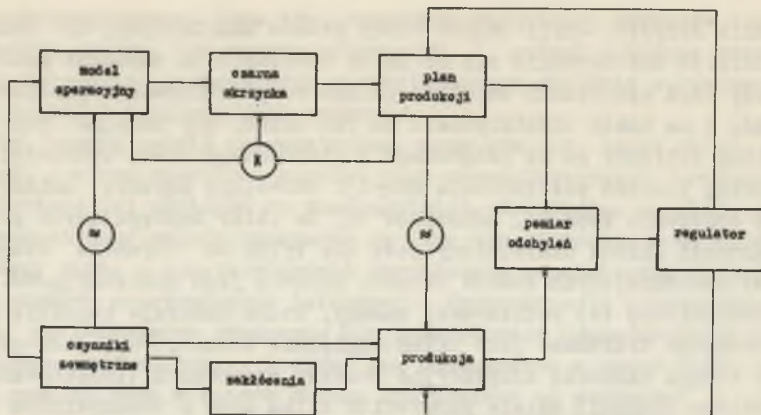 model
operacyjny
czarna
skrzynka
plan
produkcji
K
≈
≈
pomiar
odchyleń
regulator
czynniki
zewnętrzne
zakłócenia
produkcja